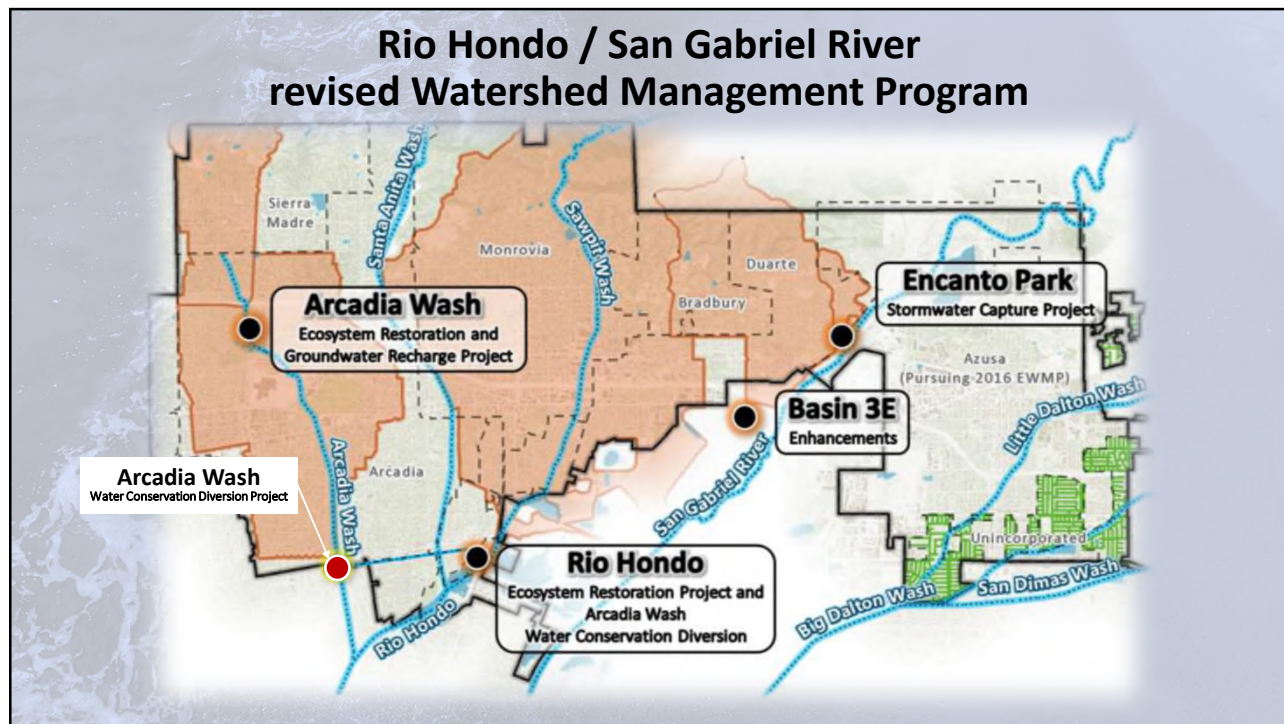 Rio Hondo / San Gabriel River
revised Watershed Management Program
Sierra
Madre
Santa Anita Wash
Monrovia
Sawpit Wash
Duarte
Bradbury
Encanto Park
Stormwater Capture Project
Arcadia Wash
Ecosystem Restoration and
Groundwater Recharge Project
Azusa
(Pursuing 2016 EWMP)
Little Dalton Wash
Basin 3E
Enhancements
Arcadia Wash
Arcadia
San Gabriel River
Arcadia Wash
Water Conservation Diversion Project
Unincorporated
Rio Hondo
Ecosystem Restoration Project and
Arcadia Wash
Water Conservation Diversion
Rio Hondo
Big Dalton Wash
San Dimas Wash